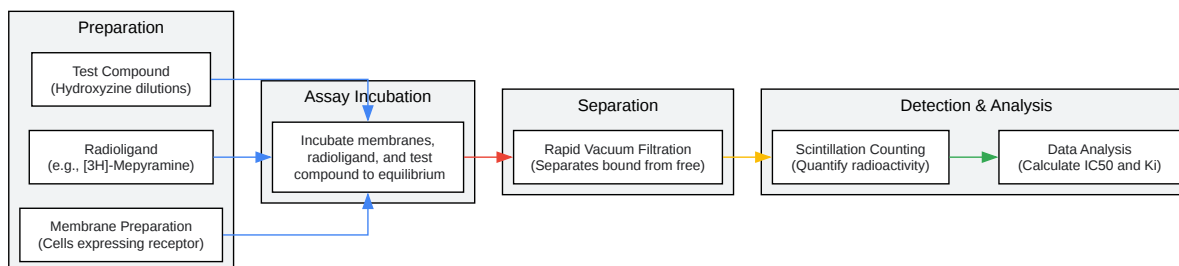 Preparation
Test Compound
(Hydroxyzine dilutions)
Radioligand
(e.g., [3H]-Mepyramine)
Membrane Preparation
(Cells expressing receptor)
Assay Incubation
Incubate membranes,
radioligand, and test
compound to equilibrium
Separation
Rapid Vacuum Filtration
(Separates bound from free)
Detection & Analysis
Scintillation Counting
(Quantify radioactivity)
Data Analysis
(Calculate IC50 and Ki)